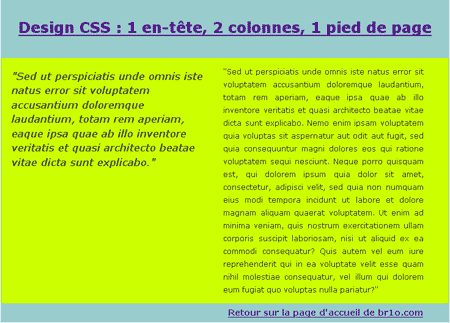 Design CSS : 1 en-tête, 2 colonnes, 1 pied de page
"Sed ut perspiciatis unde omnis iste
natus error sit voluptatem
accusantium doloremque
laudantium, totam rem aperiam,
eaque ipsa quae ab illo inventore
veritatis et quasi architecto beatae
vitae dicta sunt explicabo."
"Sed ut perspiciatis unde omnis iste natus error sit
voluptatem accusantium doloremque laudantium,
totam rem aperiam, eaque ipsa quae ab illo
inventore veritatis et quasi architecto beatae vitae
dicta sunt explicabo. Nemo enim ipsam voluptatem
quia voluptas sit aspernatur aut odit aut fugit, sed
quia consequuntur magni dolores eos qui ratione
voluptatem sequi nesciunt. Neque porro quisquam
est, qui dolorem ipsum quia dolor sit amet,
consectetur, adipisci velit, sed quia non numquam
eius modi tempora incidunt ut labore et dolore
magnam aliquam quaerat voluptatem. Ut enim ad
minima veniam, quis nostrum exercitationem ullam
corporis suscipit laboriosam, nisi ut aliquid ex ea
commodi consequatur? Quis autem vel eum iure
reprehenderit qui in ea voluptate velit esse quam
nihil molestiae consequatur, vel illum qui dolorem
eum fugiat quo voluptas nulla pariatur?"
Retour sur la page d'accueil de br1o.com